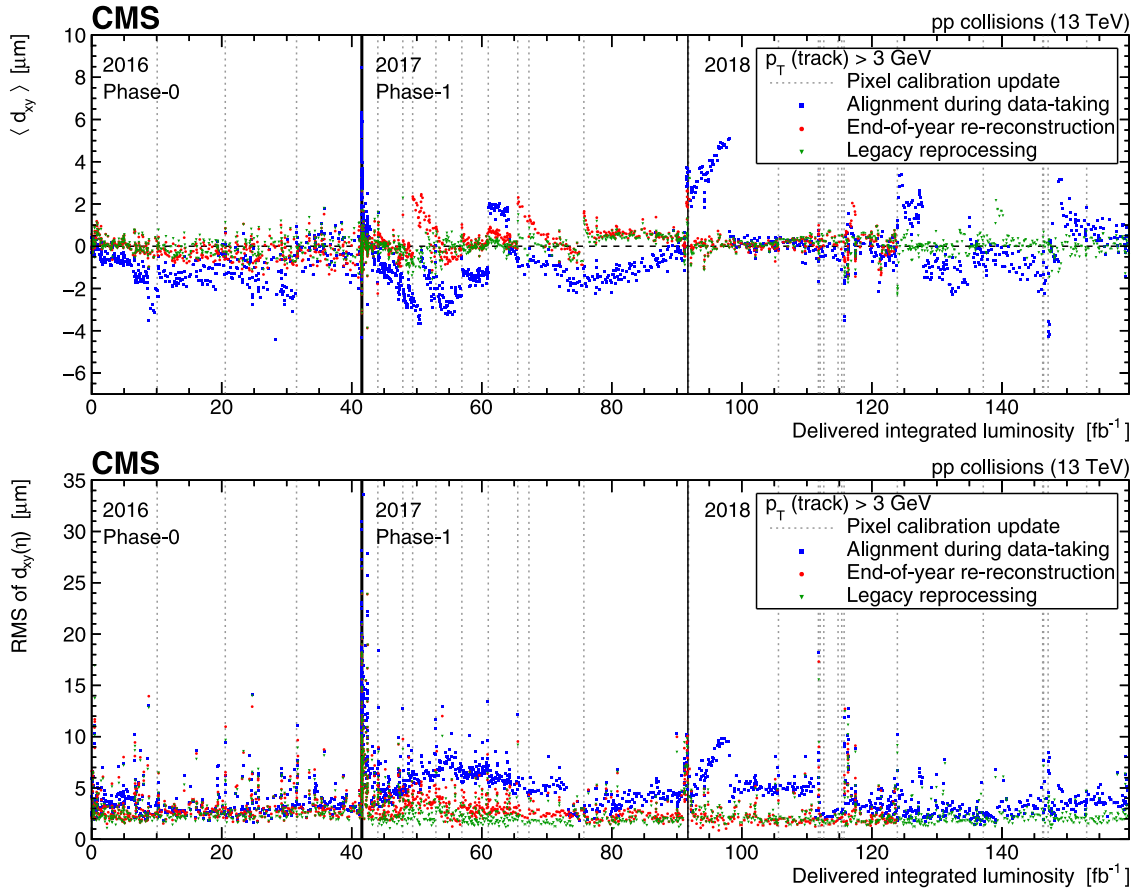 CMS
pp collisions (13 TeV)
⟨ d_xy ⟩ [μm]
10
8
6
4
2
0
−2
−4
−6
2016
Phase-0
2017
Phase-1
2018
p_T (track) > 3 GeV
Pixel calibration update
Alignment during data-taking
End-of-year re-reconstruction
Legacy reprocessing
0 20 40 60 80 100 120 140
Delivered integrated luminosity [fb⁻¹]
CMS
pp collisions (13 TeV)
RMS of d_xy(η) [μm]
35
30
25
20
15
10
5
0
2016
Phase-0
2017
Phase-1
2018
p_T (track) > 3 GeV
Pixel calibration update
Alignment during data-taking
End-of-year re-reconstruction
Legacy reprocessing
0 20 40 60 80 100 120 140
Delivered integrated luminosity [fb⁻¹]